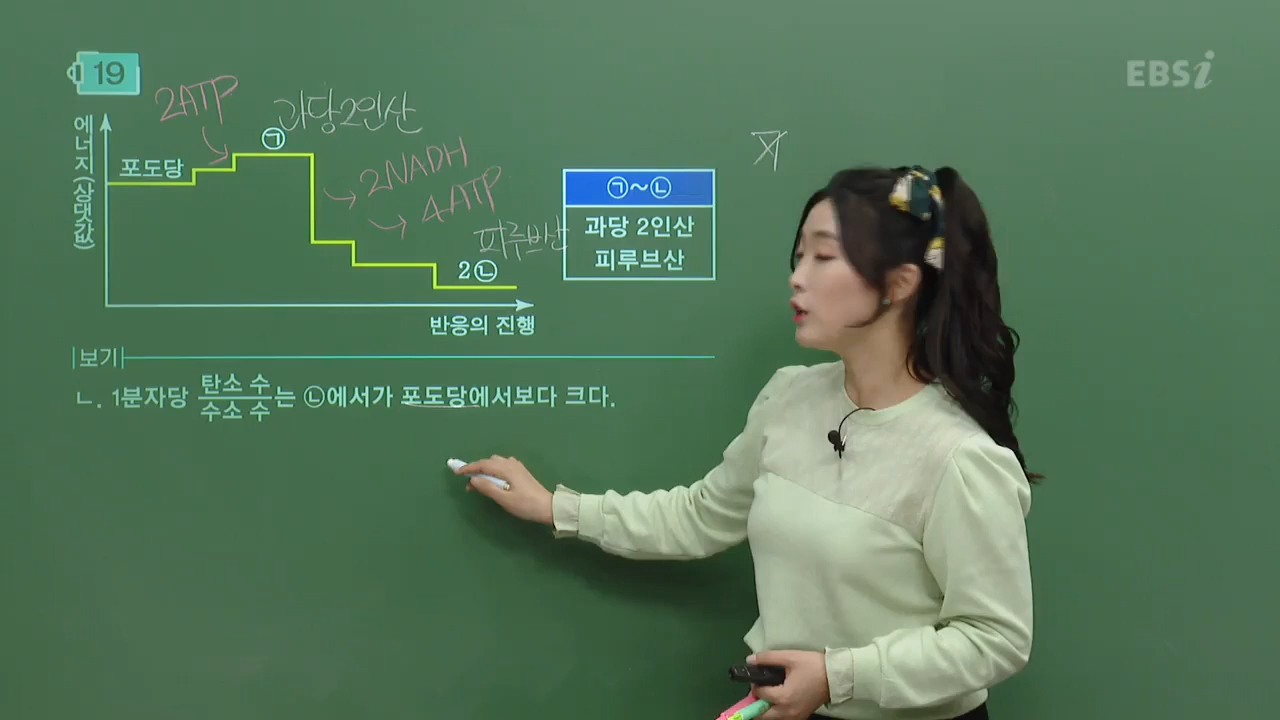 19
EBSi
2ATP
과당2인산
에너지(상댓값)
포도당
㉠
2NADH
4ATP
피루브산
2㉡
반응의 진행
㉠~㉡
과당 2인산
피루브산
보기
ㄴ. 1분자당 탄소 수/수소 수는 ㉡에서가 포도당에서보다 크다.